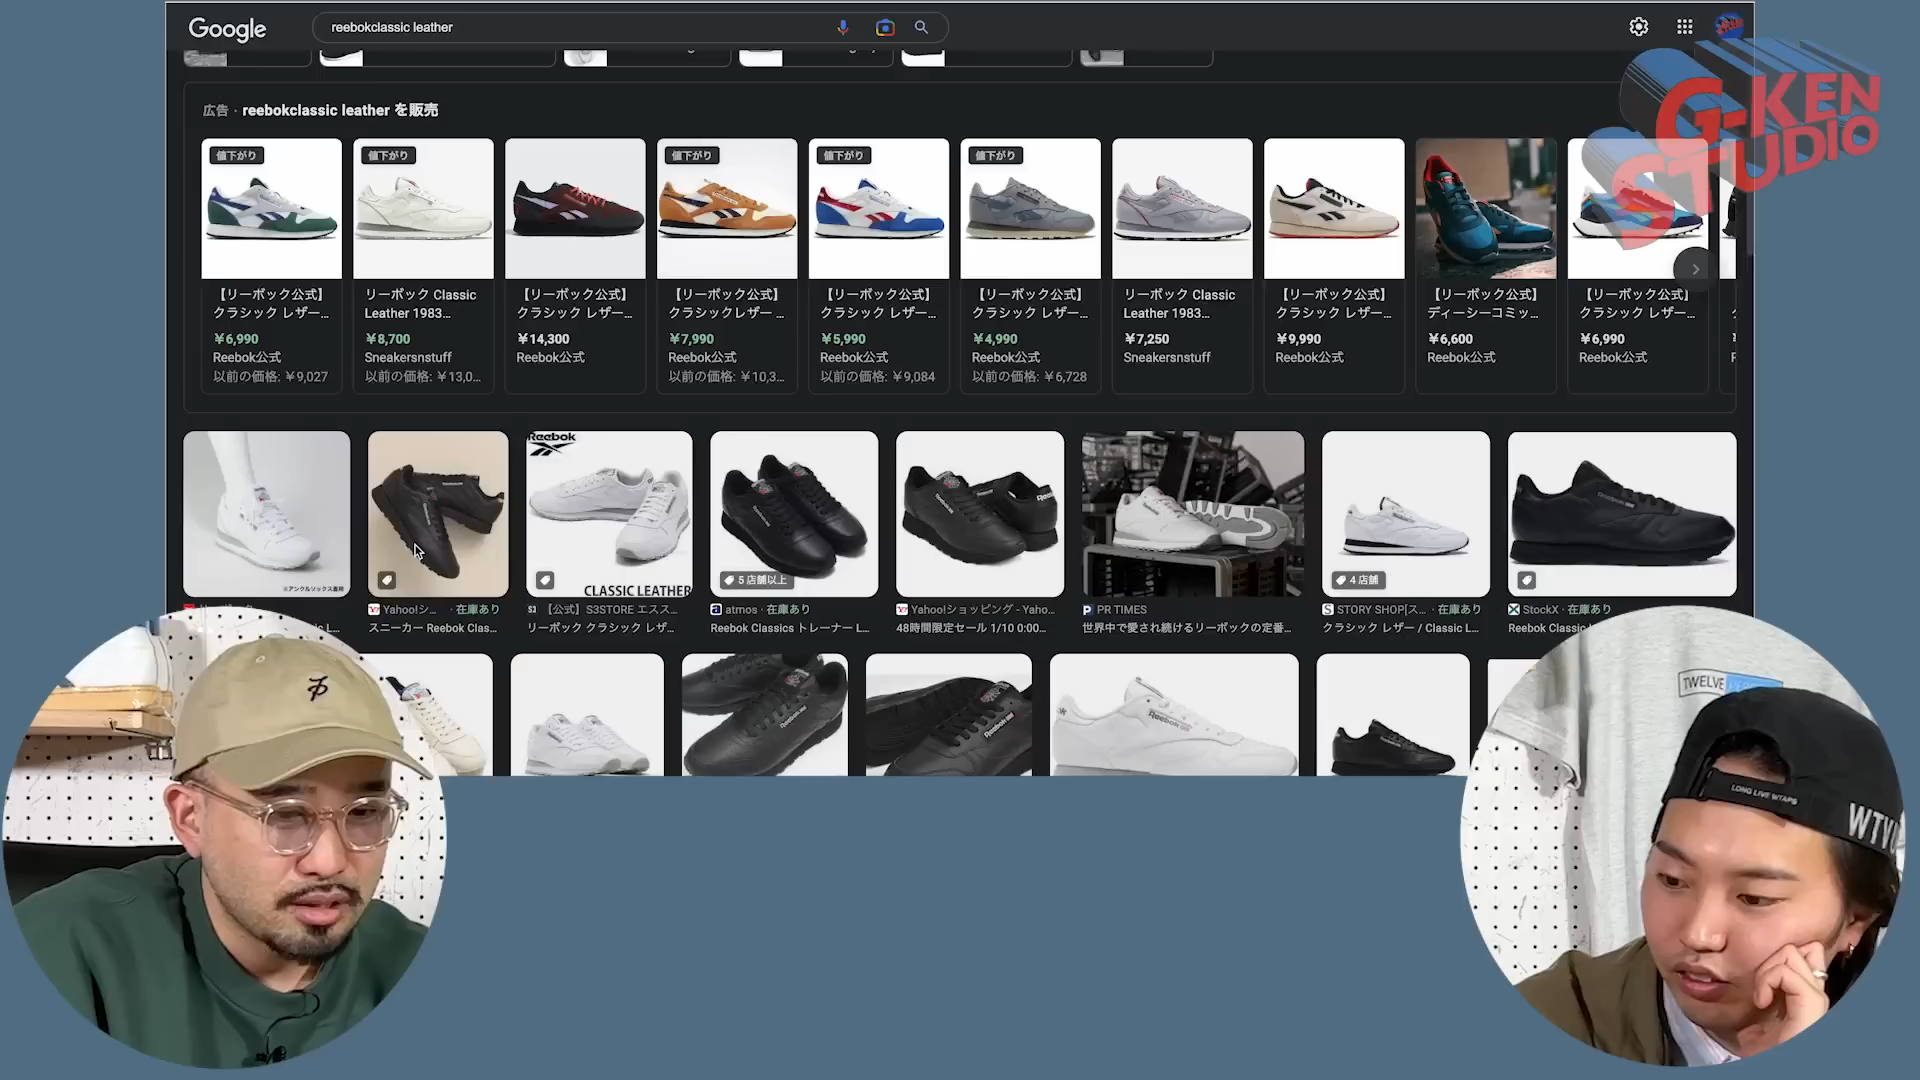 Google
reebokclassic leather
G-KEN
STUDIO
広告 · reebokclassic leather を販売
値下がり
値下がり
値下がり
値下がり
値下がり
【リーボック公式】
クラシック レザー...
¥6,990
Reebok公式
以前の価格: ¥9,027
リーボック Classic
Leather 1983...
¥8,700
Sneakersnstuff
以前の価格: ¥13,0...
【リーボック公式】
クラシック レザー...
¥14,300
Reebok公式
【リーボック公式】
クラシックレザー ...
¥7,990
Reebok公式
以前の価格: ¥10,3...
【リーボック公式】
クラシック レザー...
¥5,990
Reebok公式
以前の価格: ¥9,084
【リーボック公式】
クラシック レザー...
¥4,990
Reebok公式
以前の価格: ¥6,728
リーボック Classic
Leather 1983...
¥7,250
Sneakersnstuff
【リーボック公式】
クラシック レザー...
¥9,990
Reebok公式
【リーボック公式】
ディーシーコミッ...
¥6,600
Reebok公式
【リーボック公式】
クラシック レザー...
¥6,990
Reebok公式
※アンクルソックス着用
Reebok
CLASSIC LEATHER
5 店舗以上
4 店舗
Yahoo!シ... · 在庫あり
スニーカー Reebok Clas...
S3 【公式】S3STORE エスス...
リーボック クラシック レザ...
atmos · 在庫あり
Reebok Classics トレーナー L...
Yahoo!ショッピング - Yaho...
48時間限定セール 1/10 0:00...
PR TIMES
世界中で愛され続けるリーボックの定番...
STORY SHOP[ス... · 在庫あり
クラシック レザー / Classic L...
StockX · 在庫あり
Reebok Classic
TWELVE
LONG LIVE WTAPS